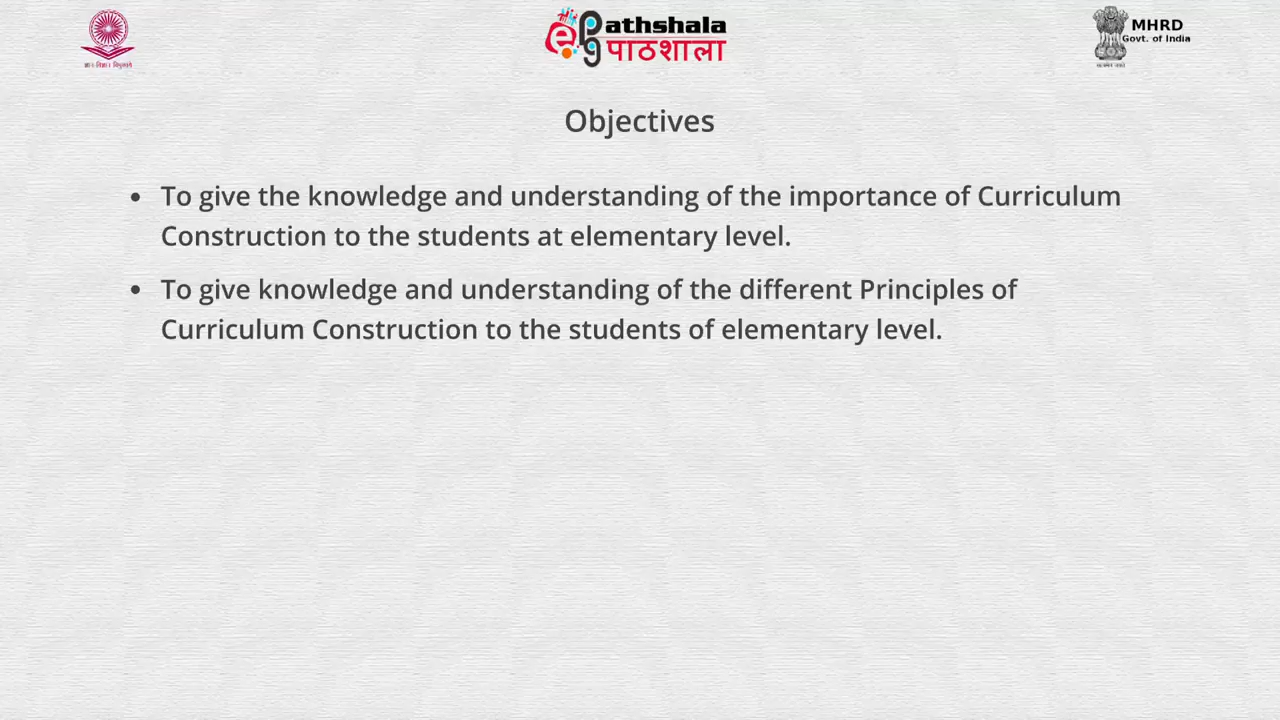 Pathshala
पाठशाला
MHRD
Govt. of India
Objectives
• To give the knowledge and understanding of the importance of Curriculum
Construction to the students at elementary level.
• To give knowledge and understanding of the different Principles of
Curriculum Construction to the students of elementary level.